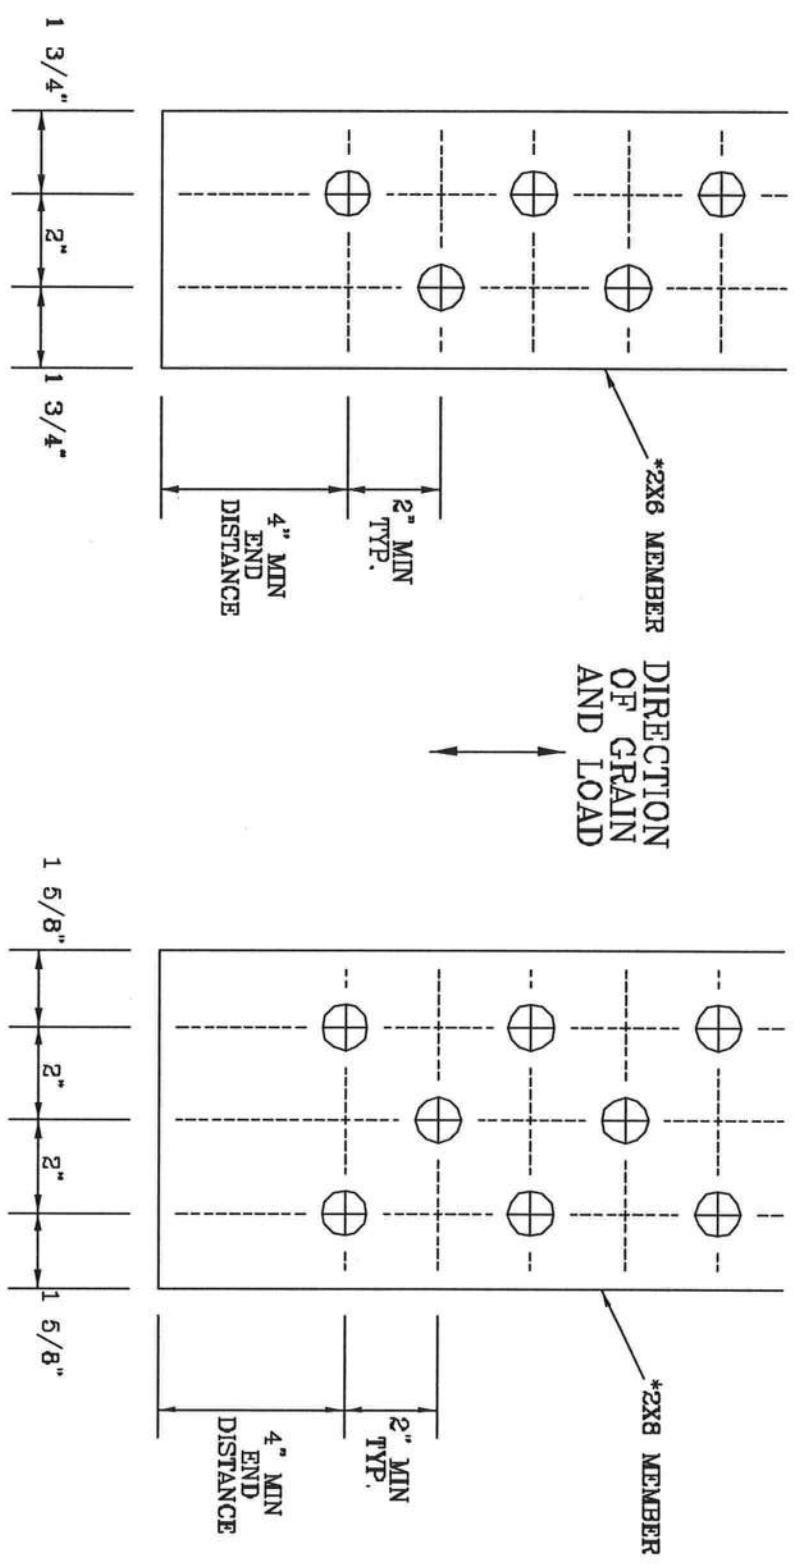 1 3/4"
2"
1 3/4"
*2X6 MEMBER
2" MIN
TYP.
4" MIN
END
DISTANCE
DIRECTION
OF GRAIN
AND LOAD
1 5/8"
2"
2"
1 5/8"
*2X8 MEMBER
2" MIN
TYP.
4" MIN
END
DISTANCE